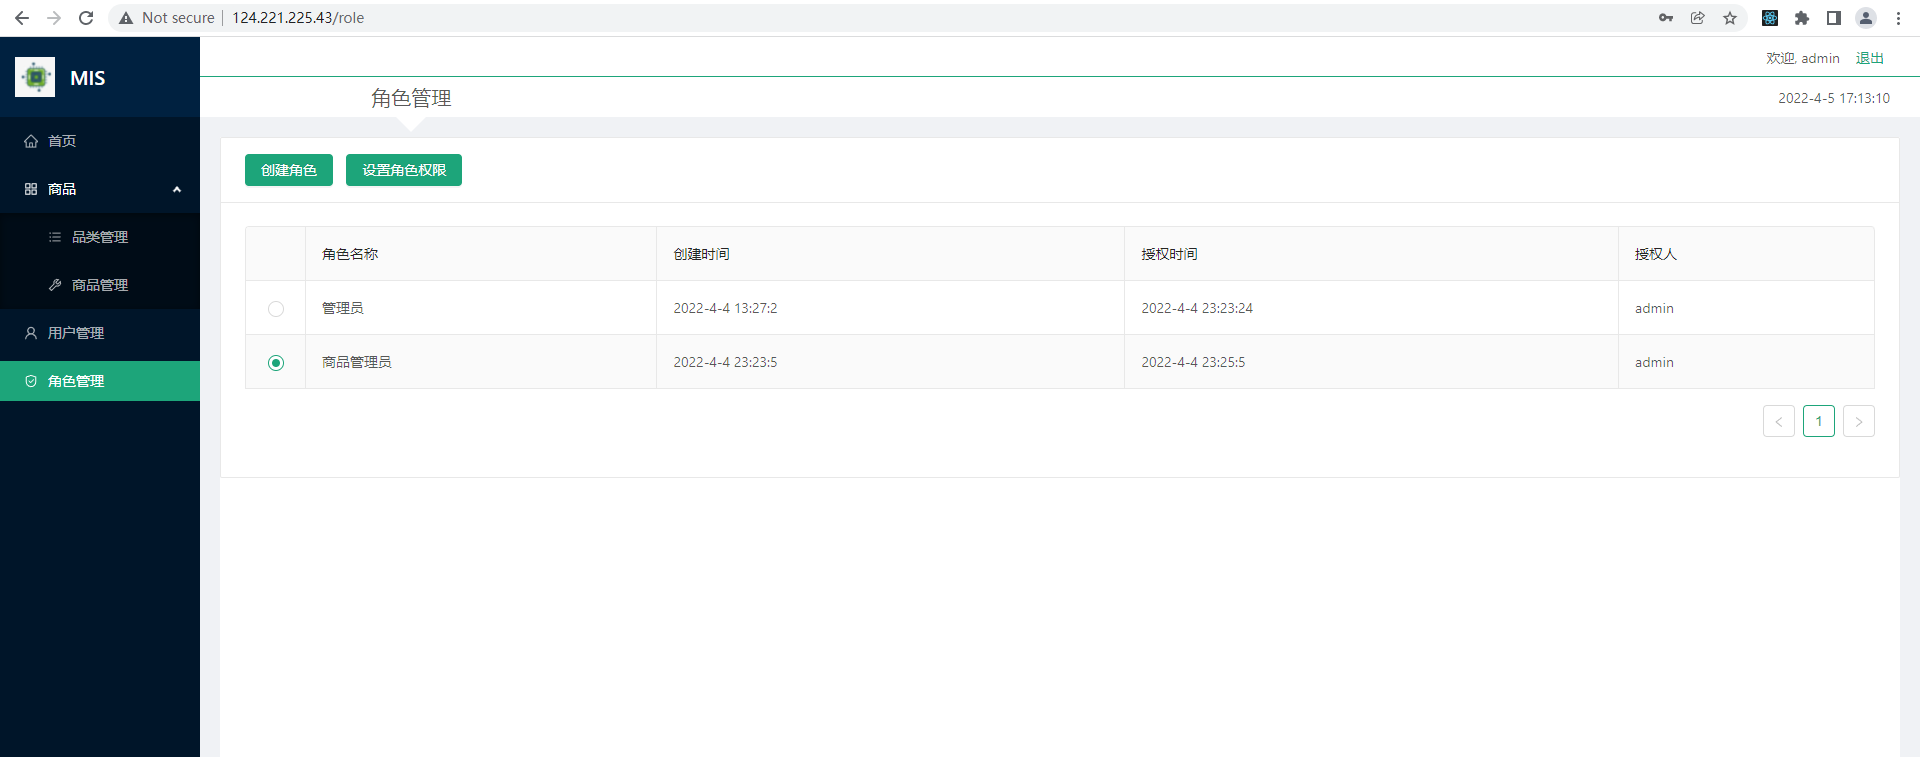 Not secure 124.221.225.43/role
MIS
欢迎, admin 退出
角色管理
2022-4-5 17:13:10
首页
商品
品类管理
商品管理
用户管理
角色管理
创建角色 设置角色权限
角色名称 创建时间 授权时间 授权人
管理员 2022-4-4 13:27:2 2022-4-4 23:23:24 admin
商品管理员 2022-4-4 23:23:5 2022-4-4 23:25:5 admin
1